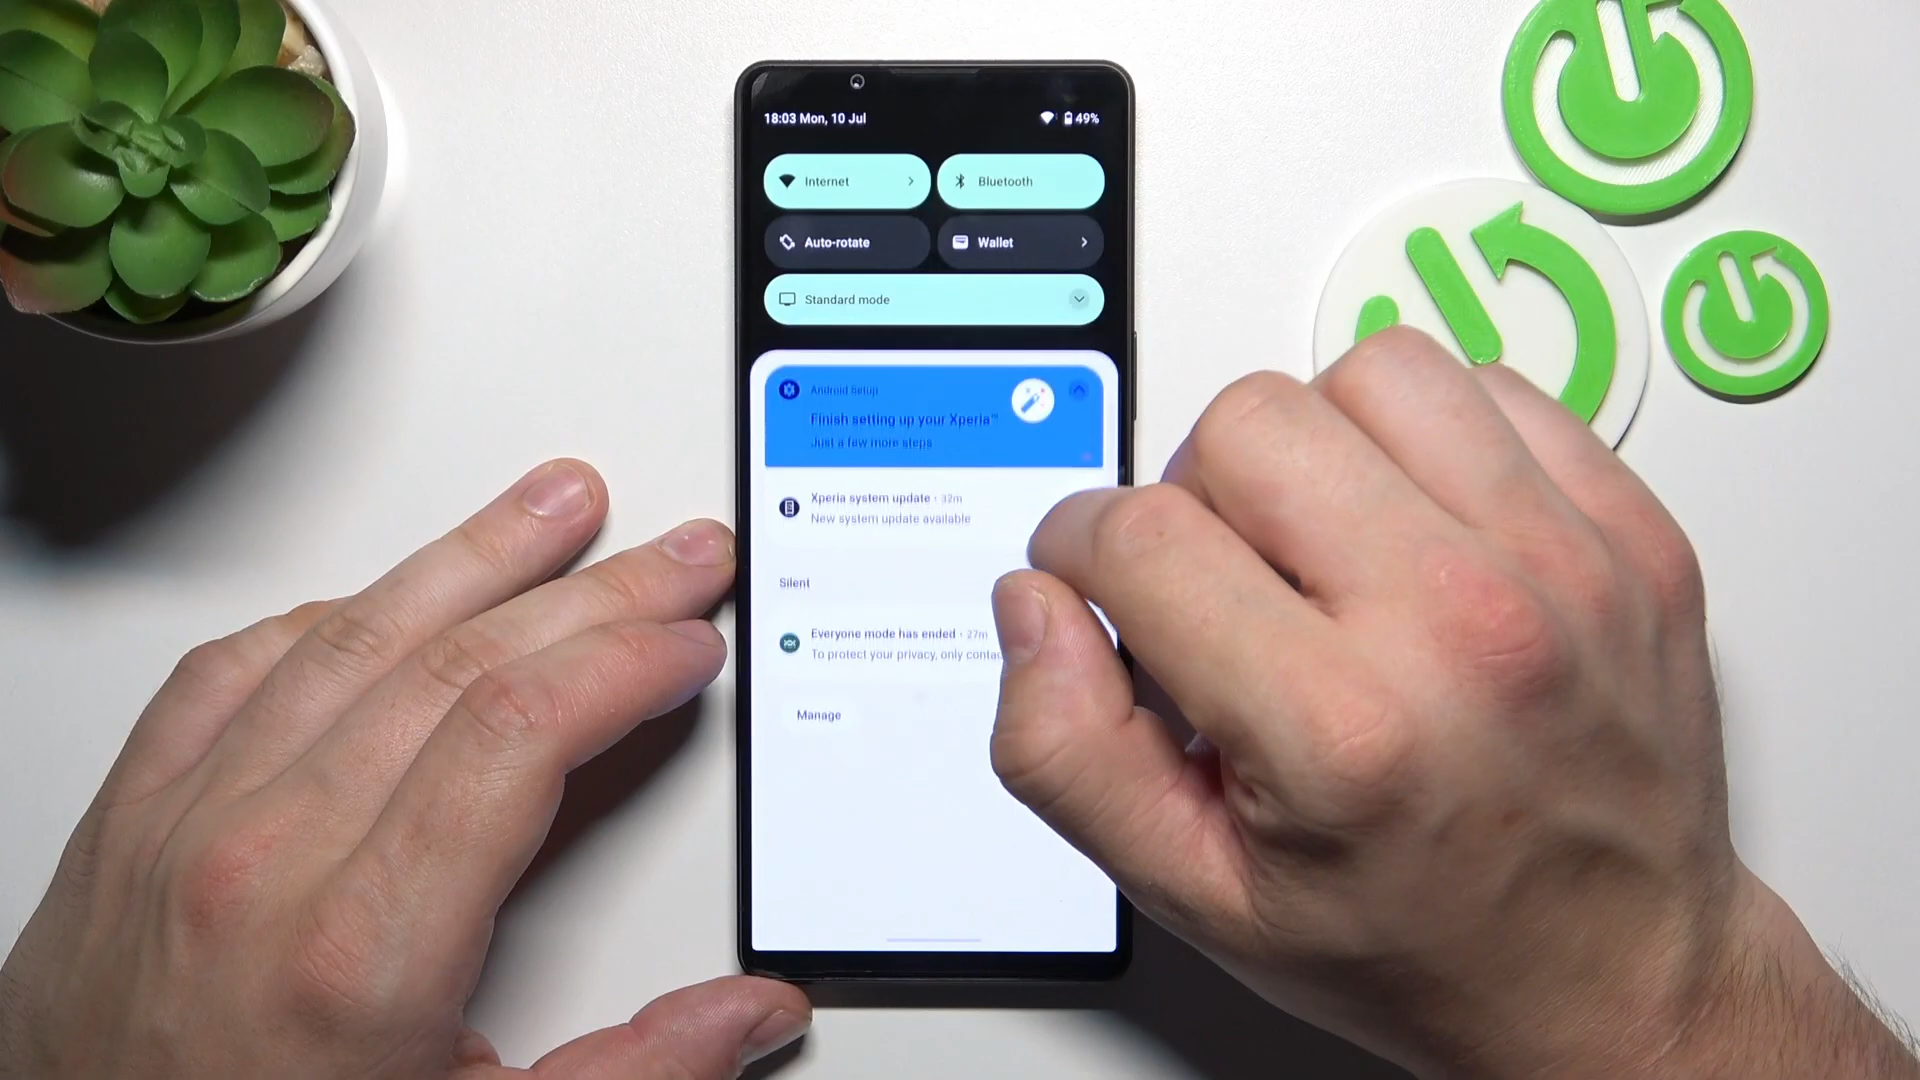 18:03 Mon, 10 Jul 49%
Internet Bluetooth
Auto-rotate Wallet
Standard mode
Android Setup
Finish setting up your Xperia™
Just a few more steps
Xperia system update • 32m
New system update available
Silent
Everyone mode has ended • 27m
To protect your privacy, only
Manage